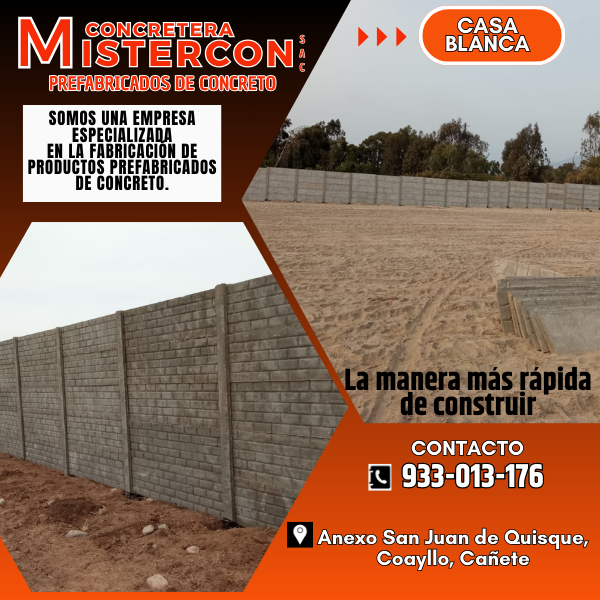 CONCRETERA
MISTERCON
SAC
PREFABRICADOS DE CONCRETO
CASA
BLANCA
SOMOS UNA EMPRESA
ESPECIALIZADA
EN LA FABRICACIÓN DE
PRODUCTOS PREFABRICADOS
DE CONCRETO.
La manera más rápida
de construir
CONTACTO
933-013-176
Anexo San Juan de Quisque,
Coayllo, Cañete